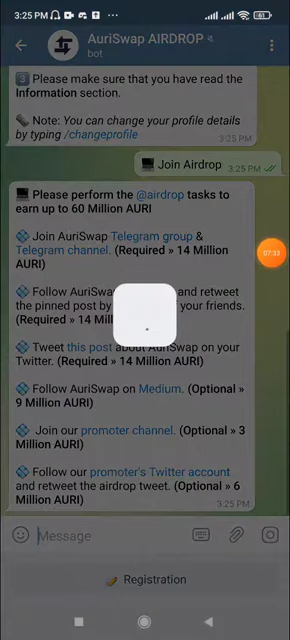 3:25 PM
61
AuriSwap AIRDROP
bot
3 Please make sure that you have read the
Information section.
Note: You can change your profile details
by typing /changeprofile
3:25 PM
Join Airdrop 3:25 PM
Please perform the @airdrop tasks to
earn up to 60 Million AURI
Join AuriSwap Telegram group &
Telegram channel. (Required » 14 Million
AURI)
07:33
Follow AuriSwap and retweet
the pinned post by your friends.
(Required » 14
Tweet this post about AuriSwap on your
Twitter. (Required » 14 Million AURI)
Follow AuriSwap on Medium. (Optional »
9 Million AURI)
Join our promoter channel. (Optional » 3
Million AURI)
Follow our promoter's Twitter account
and retweet the airdrop tweet. (Optional » 6
Million AURI)
3:25 PM
Message
Registration